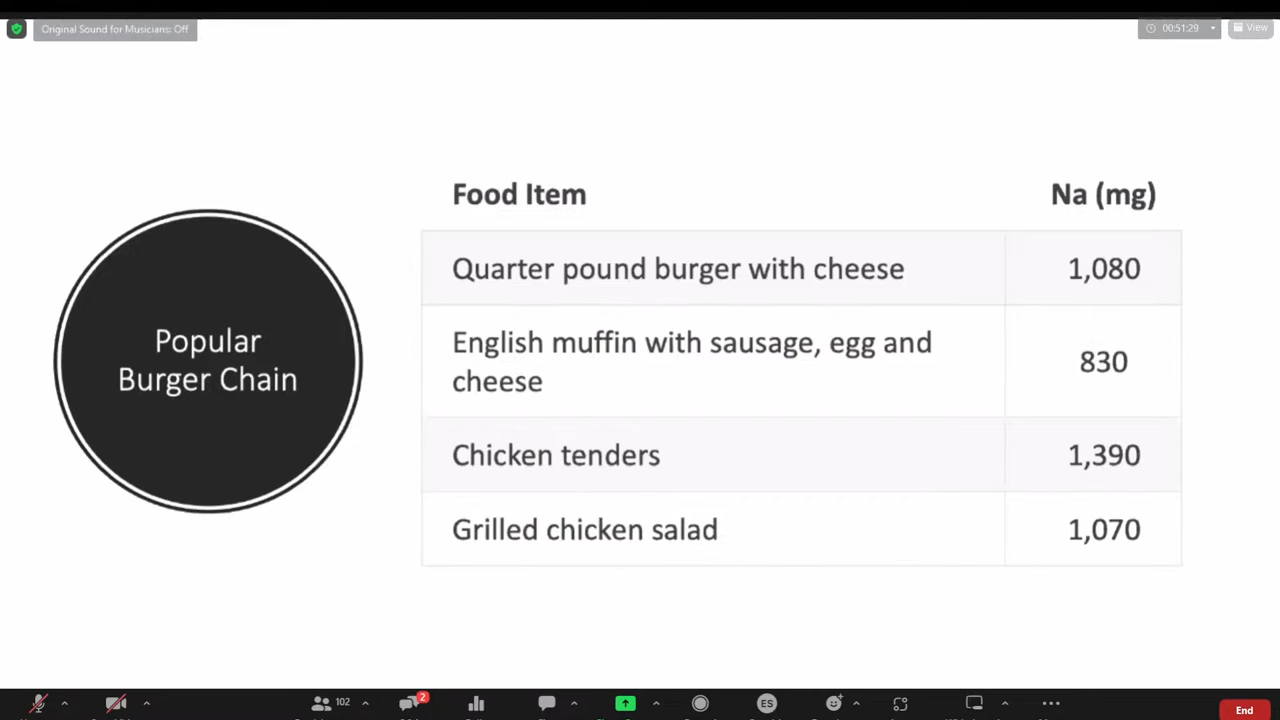 Original Sound for Musicians: Off
00:51:29
View
Food Item
Na (mg)
Popular
Burger Chain
Quarter pound burger with cheese
1,080
English muffin with sausage, egg and
cheese
830
Chicken tenders
1,390
Grilled chicken salad
1,070
102
2
ES
End